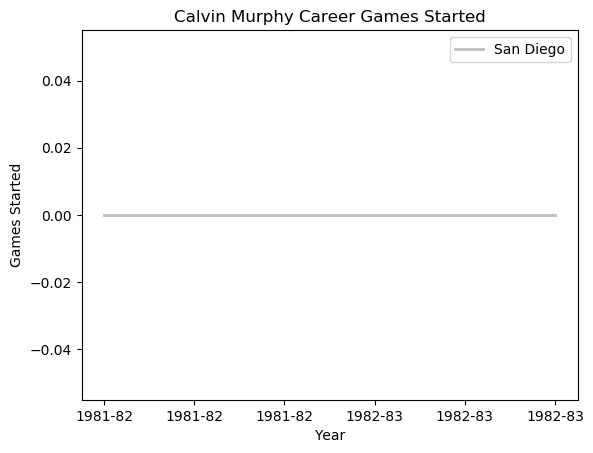 Calvin Murphy Career Games Started
San Diego
0.04
0.02
0.00
−0.02
−0.04
Games Started
1981-82 1981-82 1981-82 1982-83 1982-83 1982-83
Year